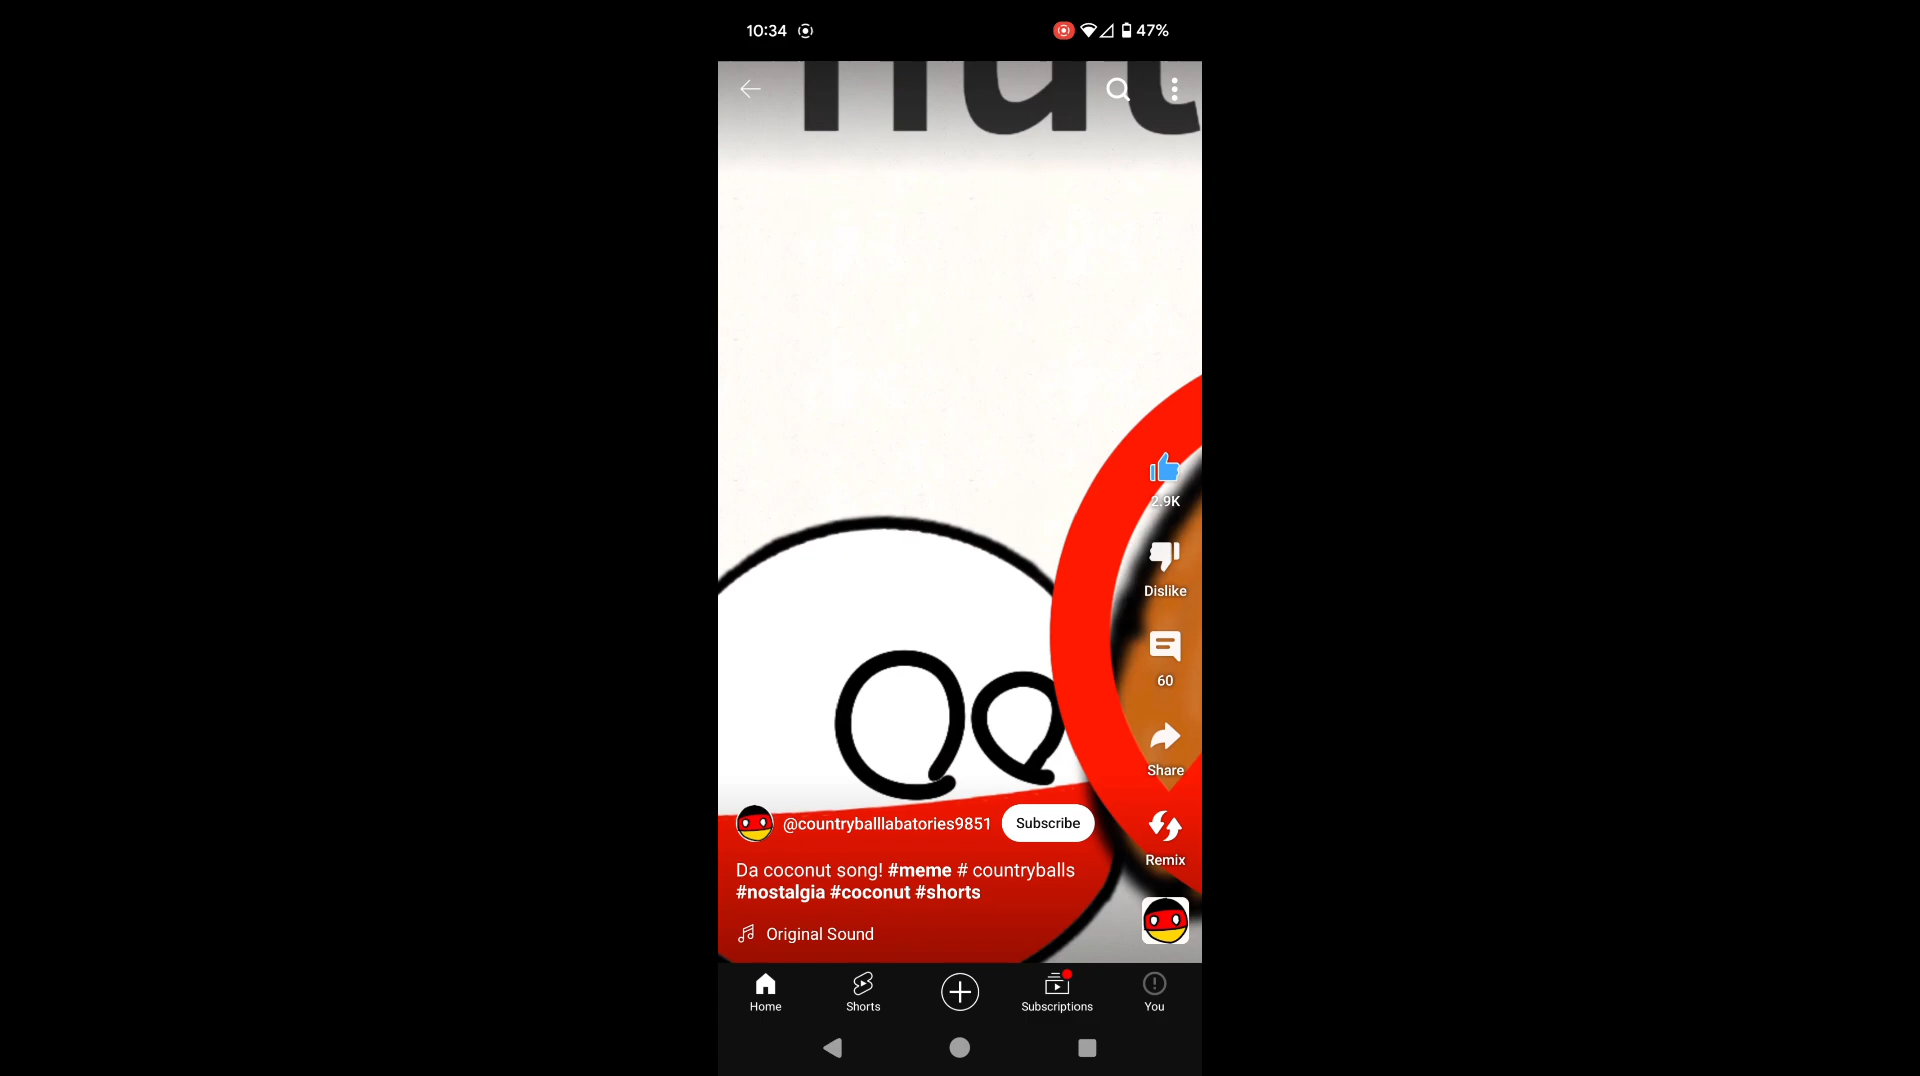 10:34
47%
nut
2.9K
Dislike
60
Share
Remix
@countryballlabatories9851
Subscribe
Da coconut song! #meme # countryballs
#nostalgia #coconut #shorts
Original Sound
Home
Shorts
Subscriptions
You